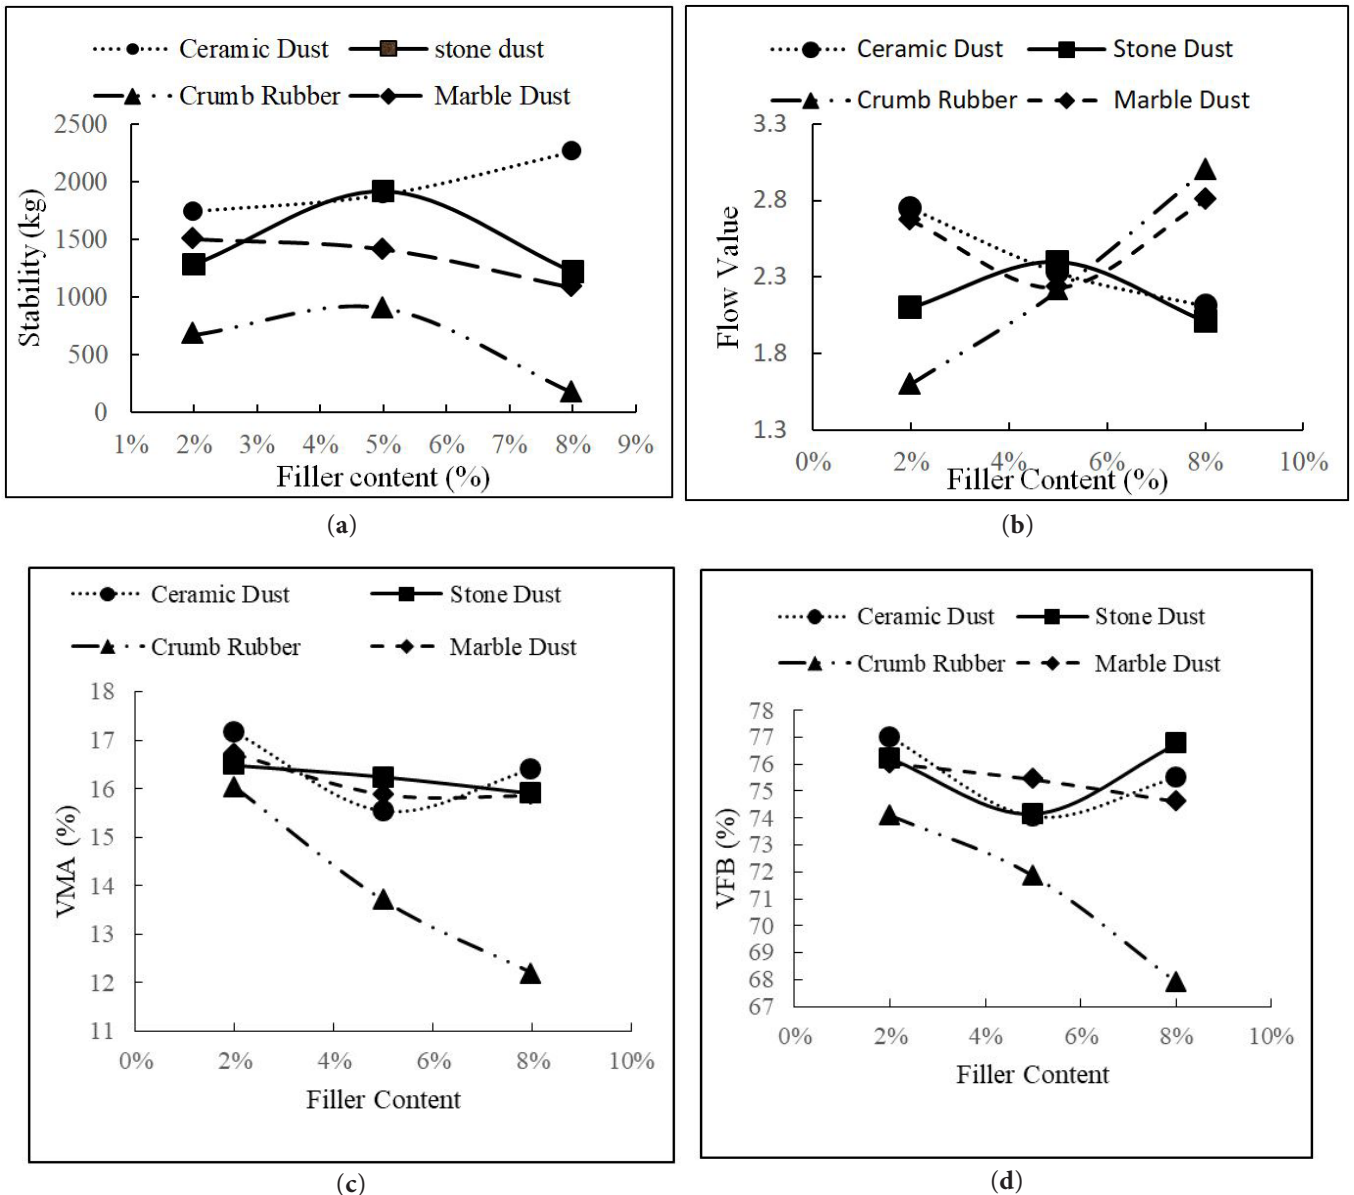 Ceramic Dust stone dust
Crumb Rubber Marble Dust
2500
2000
1500
1000
500
0
Stability (kg)
1% 2% 3% 4% 5% 6% 7% 8% 9%
Filler content (%)
(a)
Ceramic Dust Stone Dust
Crumb Rubber Marble Dust
3.3
2.8
2.3
1.8
1.3
Flow Value
0% 2% 4% 6% 8% 10%
Filler Content (%)
(b)
Ceramic Dust Stone Dust
Crumb Rubber Marble Dust
18
17
16
15
14
13
12
11
VMA (%)
0% 2% 4% 6% 8% 10%
Filler Content
(c)
Ceramic Dust Stone Dust
Crumb Rubber Marble Dust
78
77
76
75
74
73
72
71
70
69
68
67
VFB (%)
0% 2% 4% 6% 8% 10%
Filler Content
(d)